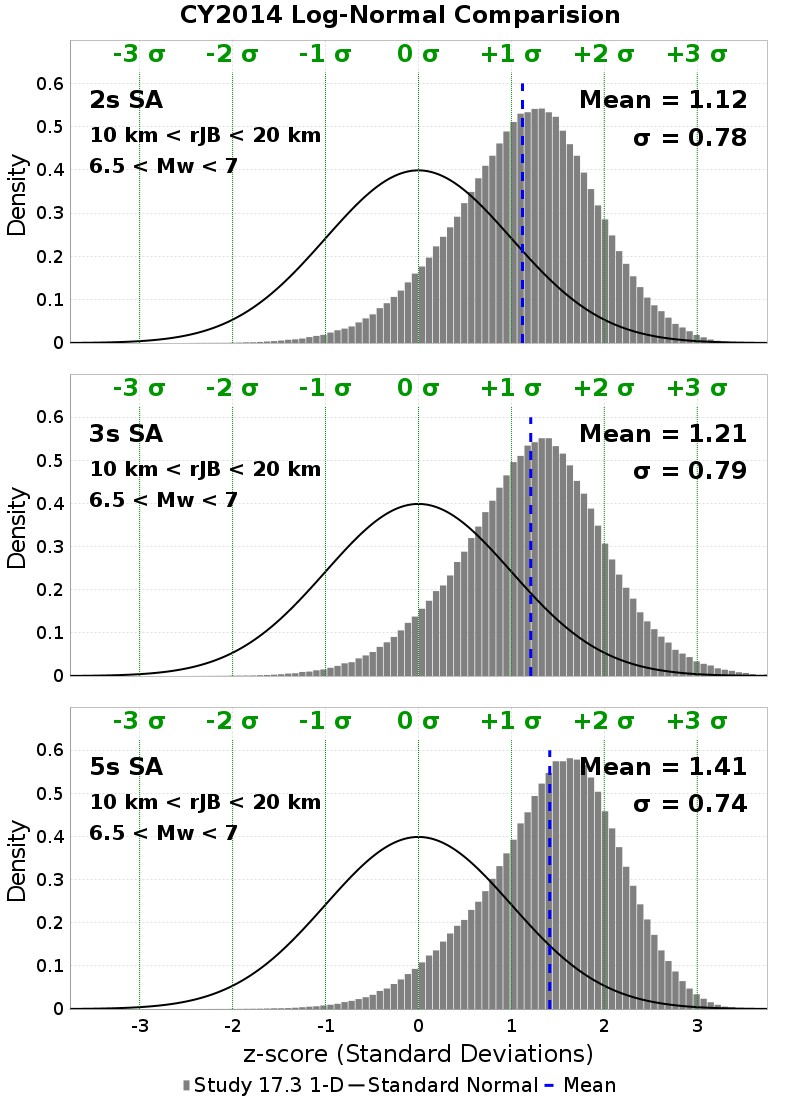 CY2014 Log-Normal Comparision
-3 σ -2 σ -1 σ 0 σ +1 σ +2 σ +3 σ
0.6
2s SA Mean = 1.12
0.5
10 km < rJB < 20 km σ = 0.78
6.5 < Mw < 7
0.4
0.3
0.2
0.1
0
Density
-3 σ -2 σ -1 σ 0 σ +1 σ +2 σ +3 σ
0.6
3s SA Mean = 1.21
0.5
10 km < rJB < 20 km σ = 0.79
6.5 < Mw < 7
0.4
0.3
0.2
0.1
0
Density
-3 σ -2 σ -1 σ 0 σ +1 σ +2 σ +3 σ
0.6
5s SA Mean = 1.41
0.5
10 km < rJB < 20 km σ = 0.74
6.5 < Mw < 7
0.4
0.3
0.2
0.1
0
Density
-3 -2 -1 0 1 2 3
z-score (Standard Deviations)
Study 17.3 1-D Standard Normal Mean